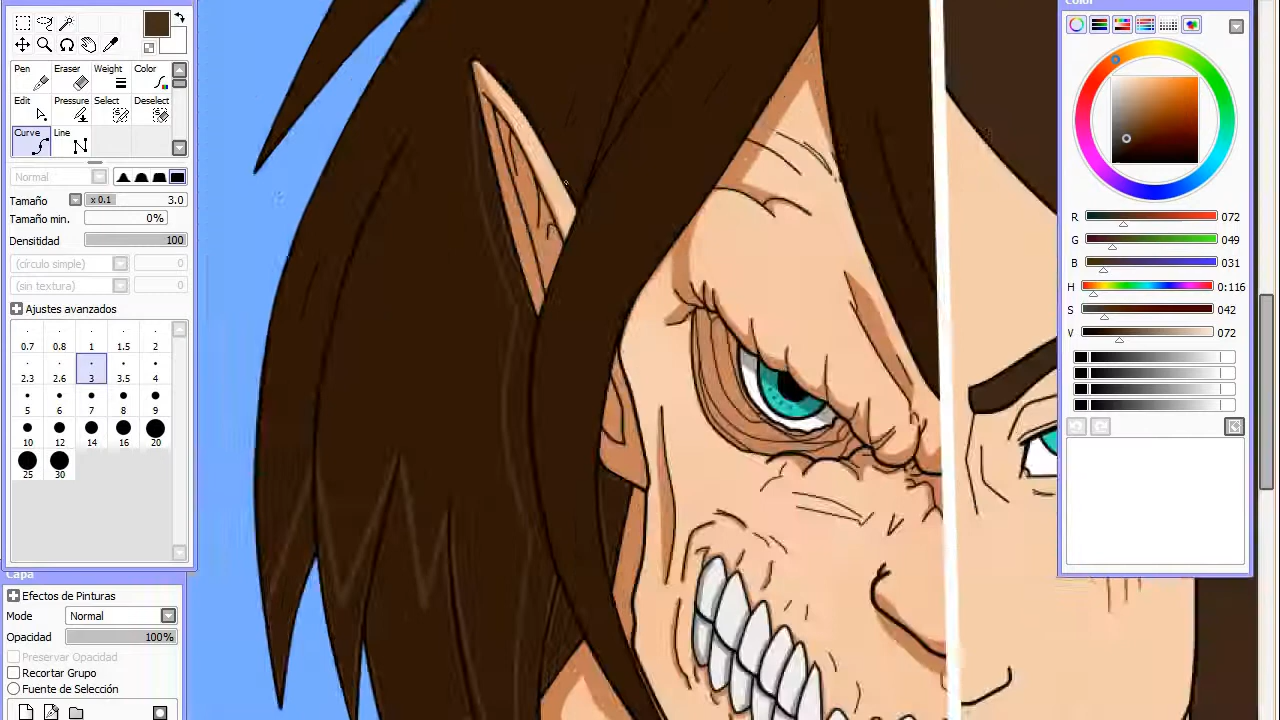 Color
Pen Eraser Weight Color
Edit Pressure Select Deselect
Curve Line
Normal
Tamaño x 0.1 3.0
Tamaño min. 0%
Densitidad 100
(círculo simple) 0
(sin textura) 0
Ajustes avanzados
0.7 0.8 1 1.5 2
2.3 2.6 3 3.5 4
5 6 7 8 9
10 12 14 16 20
25 30
Capa
Efectos de Pinturas
Mode Normal
Opacidad 100%
Preservar Opacidad
Recortar Grupo
Fuente de Selección
R 072
G 049
B 031
H 0:116
S 042
V 072